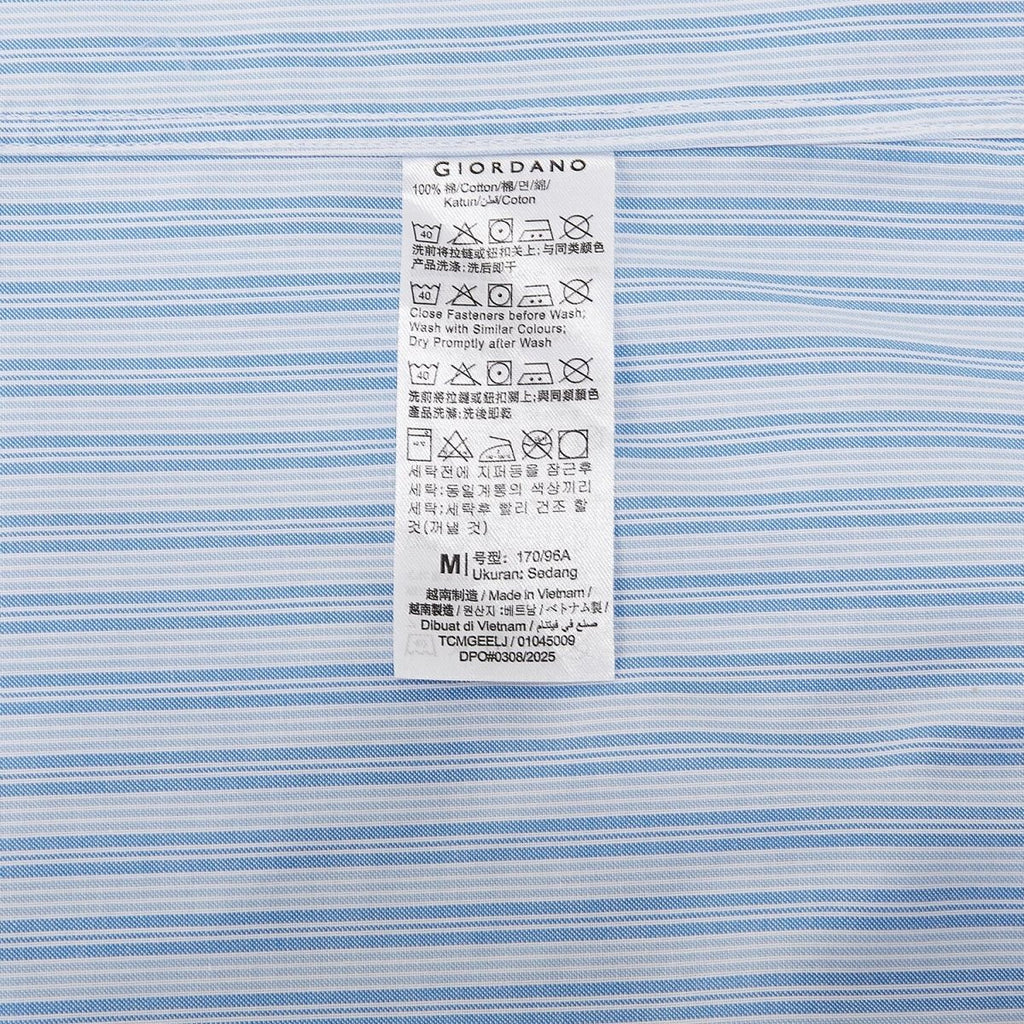 GIORDANO
100% 棉/Cotton/棉/면/綿/
Katun/قطن/Coton
40
洗前将拉链或钮扣关上;与同类颜色
产品洗涤;洗后即干
40
Close Fasteners before Wash;
Wash with Similar Colours;
Dry Promptly after Wash
40
洗前將拉鏈或鈕扣關上;與同類顏色
產品洗滌;洗後即乾
세탁전에 지퍼등을 잠근후
세탁:동일계통의 색상끼리
세탁:세탁후 빨리 건조 할
것(꺼낼 것)
M 号型: 170/96A
Ukuran: Sedang
越南制造 / Made in Vietnam /
越南製造 / 원산지 :베트남 / ベトナム製 /
Dibuat di Vietnam / صنع في فيتنام
TCMGEELJ / 01045009
DPO#0308/2025